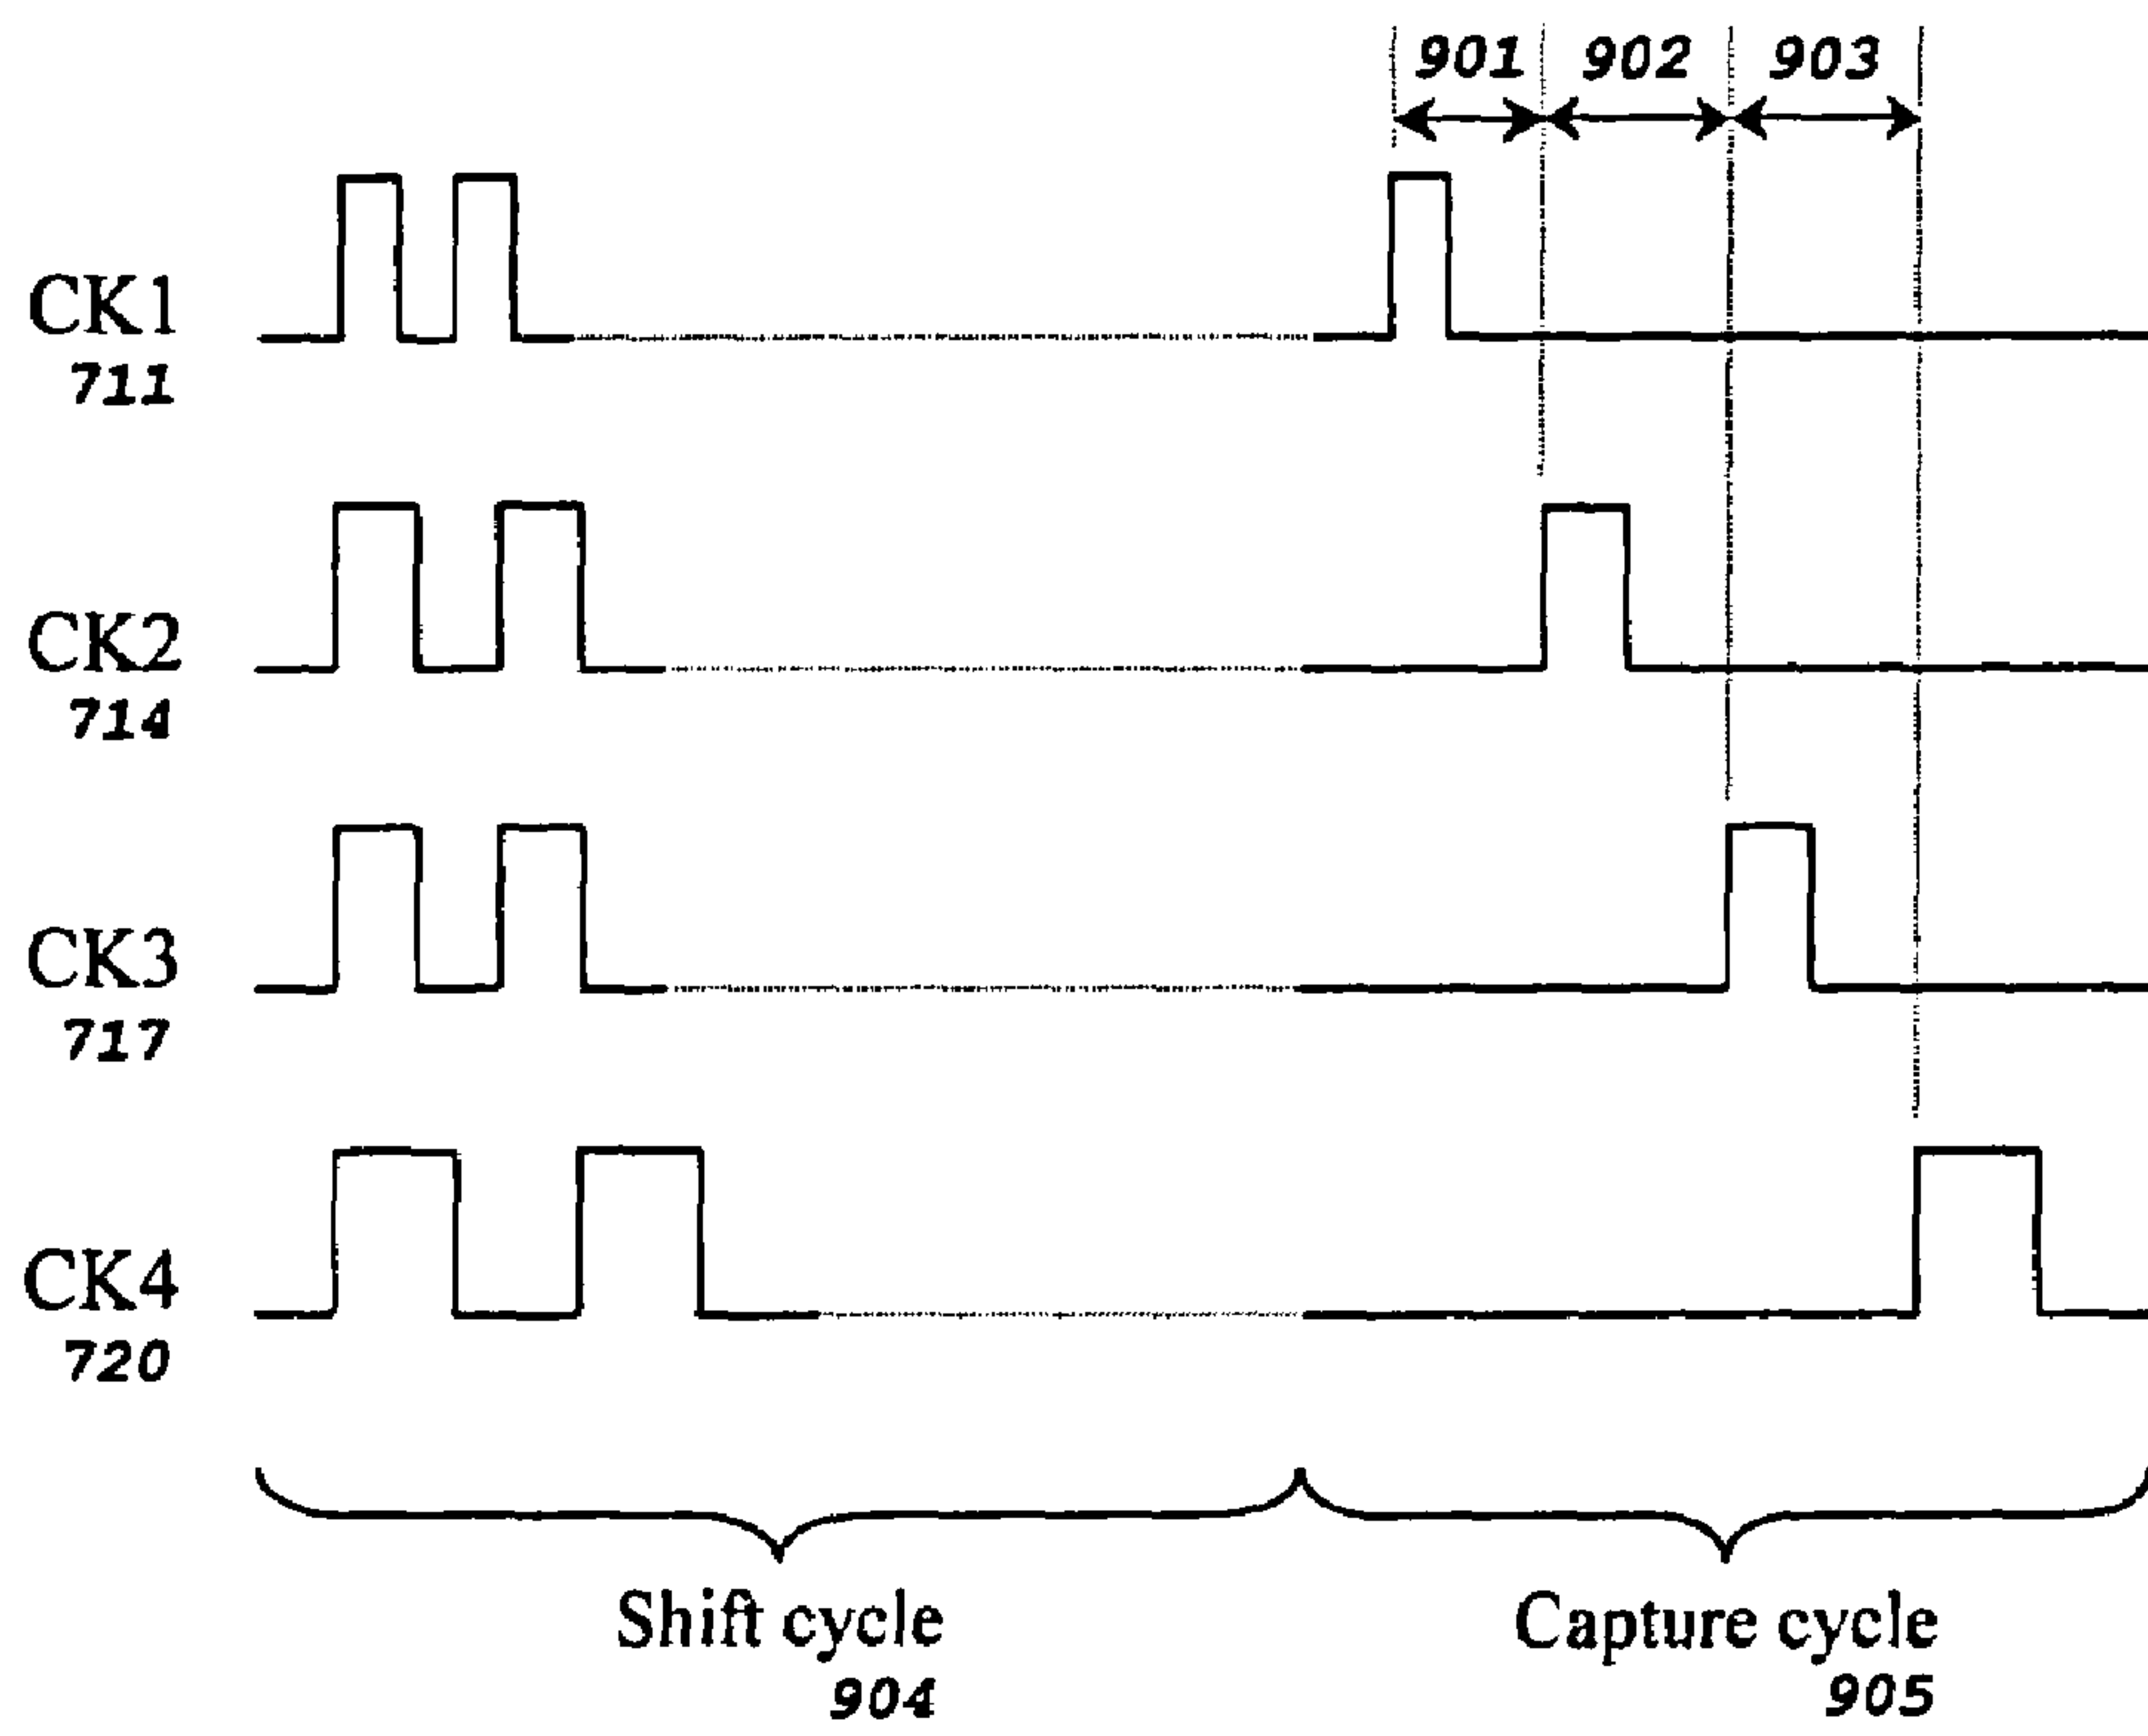 901 902 903
CK1
711
CK2
714
CK3
717
CK4
720
Shift cycle
904
Capture cycle
905